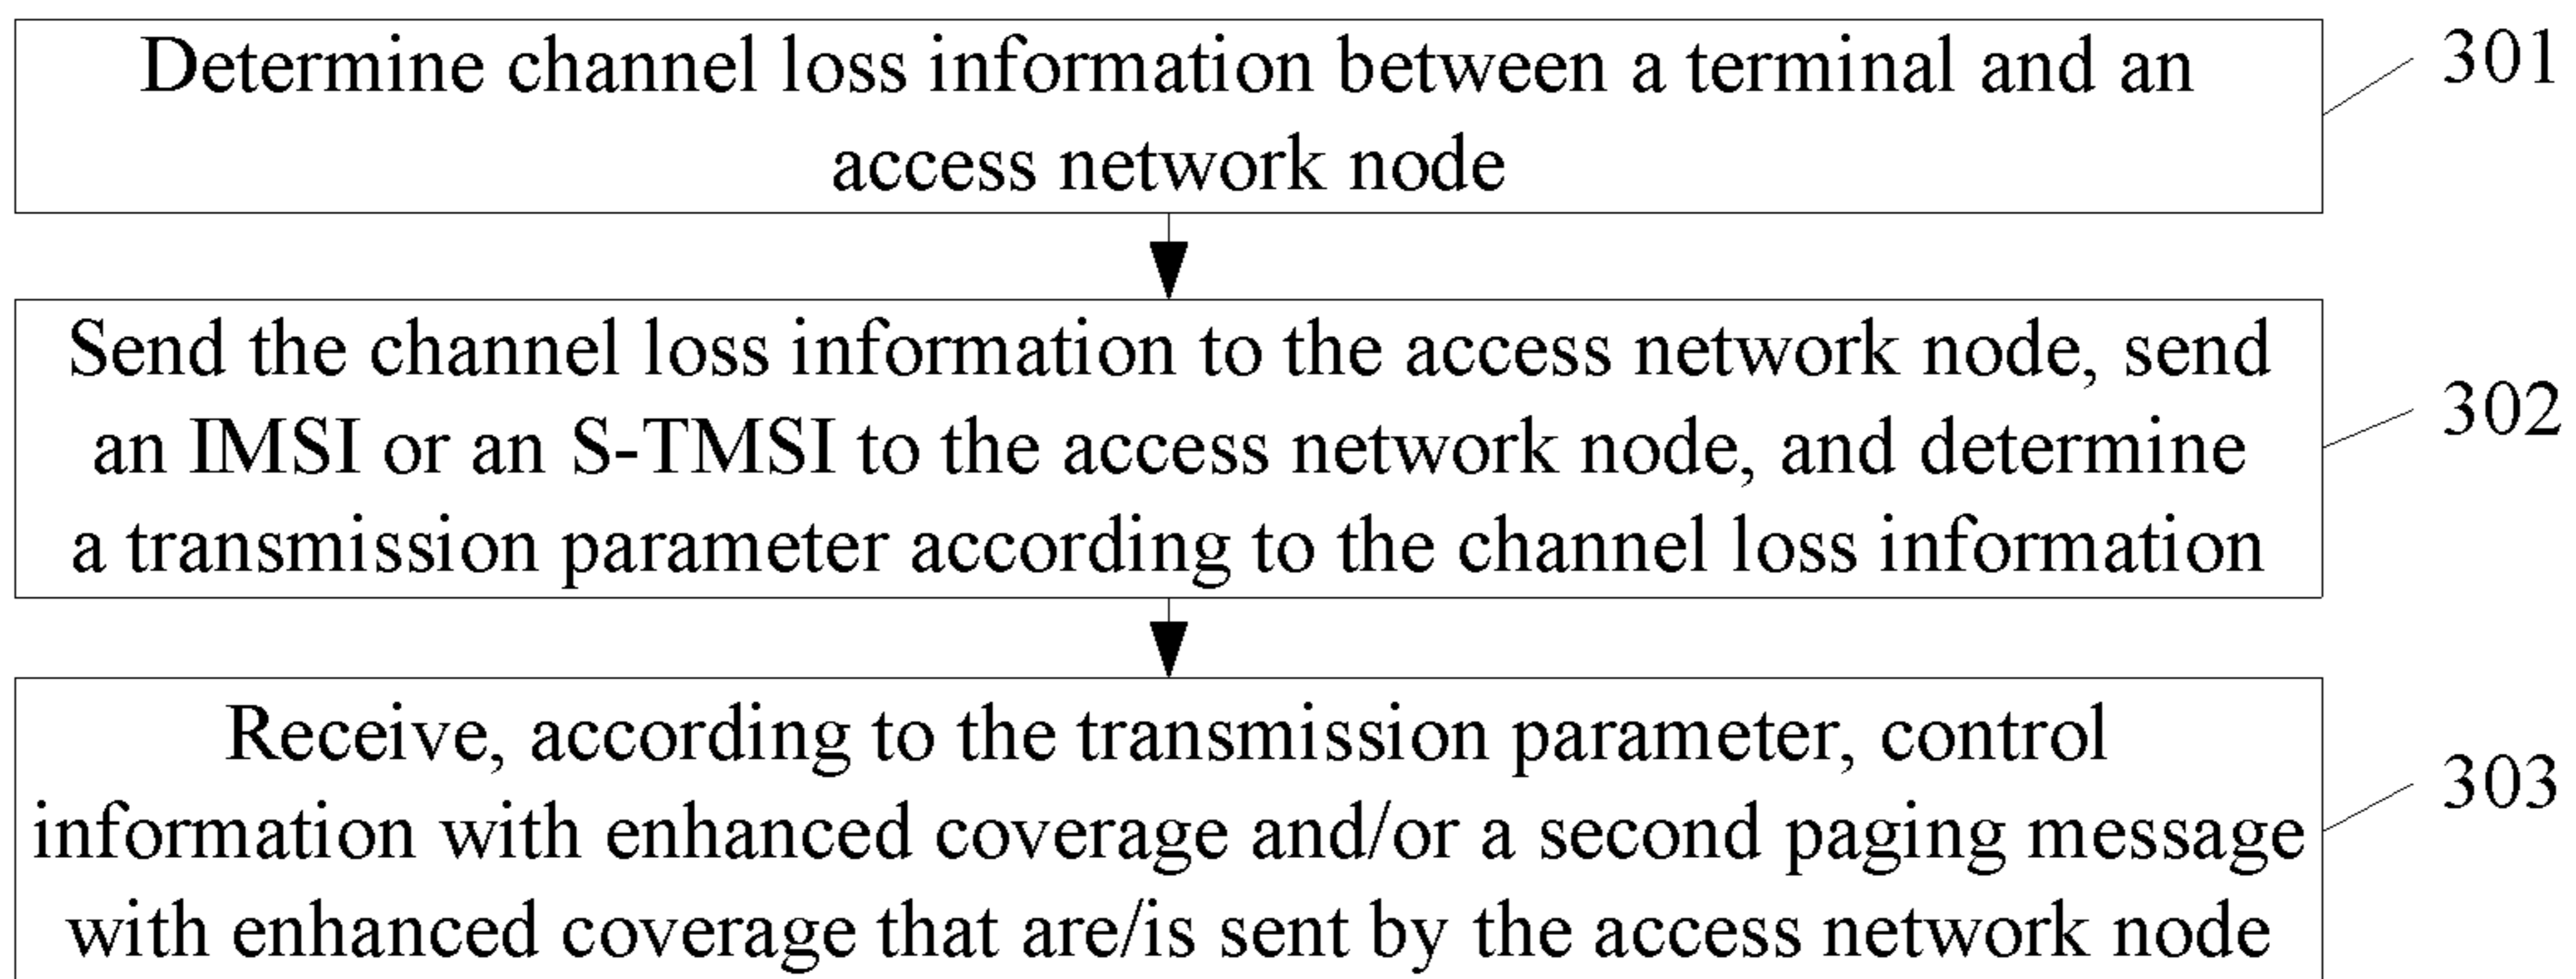 Determine channel loss information between a terminal and an
access network node
301
Send the channel loss information to the access network node, send
an IMSI or an S-TMSI to the access network node, and determine
a transmission parameter according to the channel loss information
302
Receive, according to the transmission parameter, control
information with enhanced coverage and/or a second paging message
with enhanced coverage that are/is sent by the access network node
303